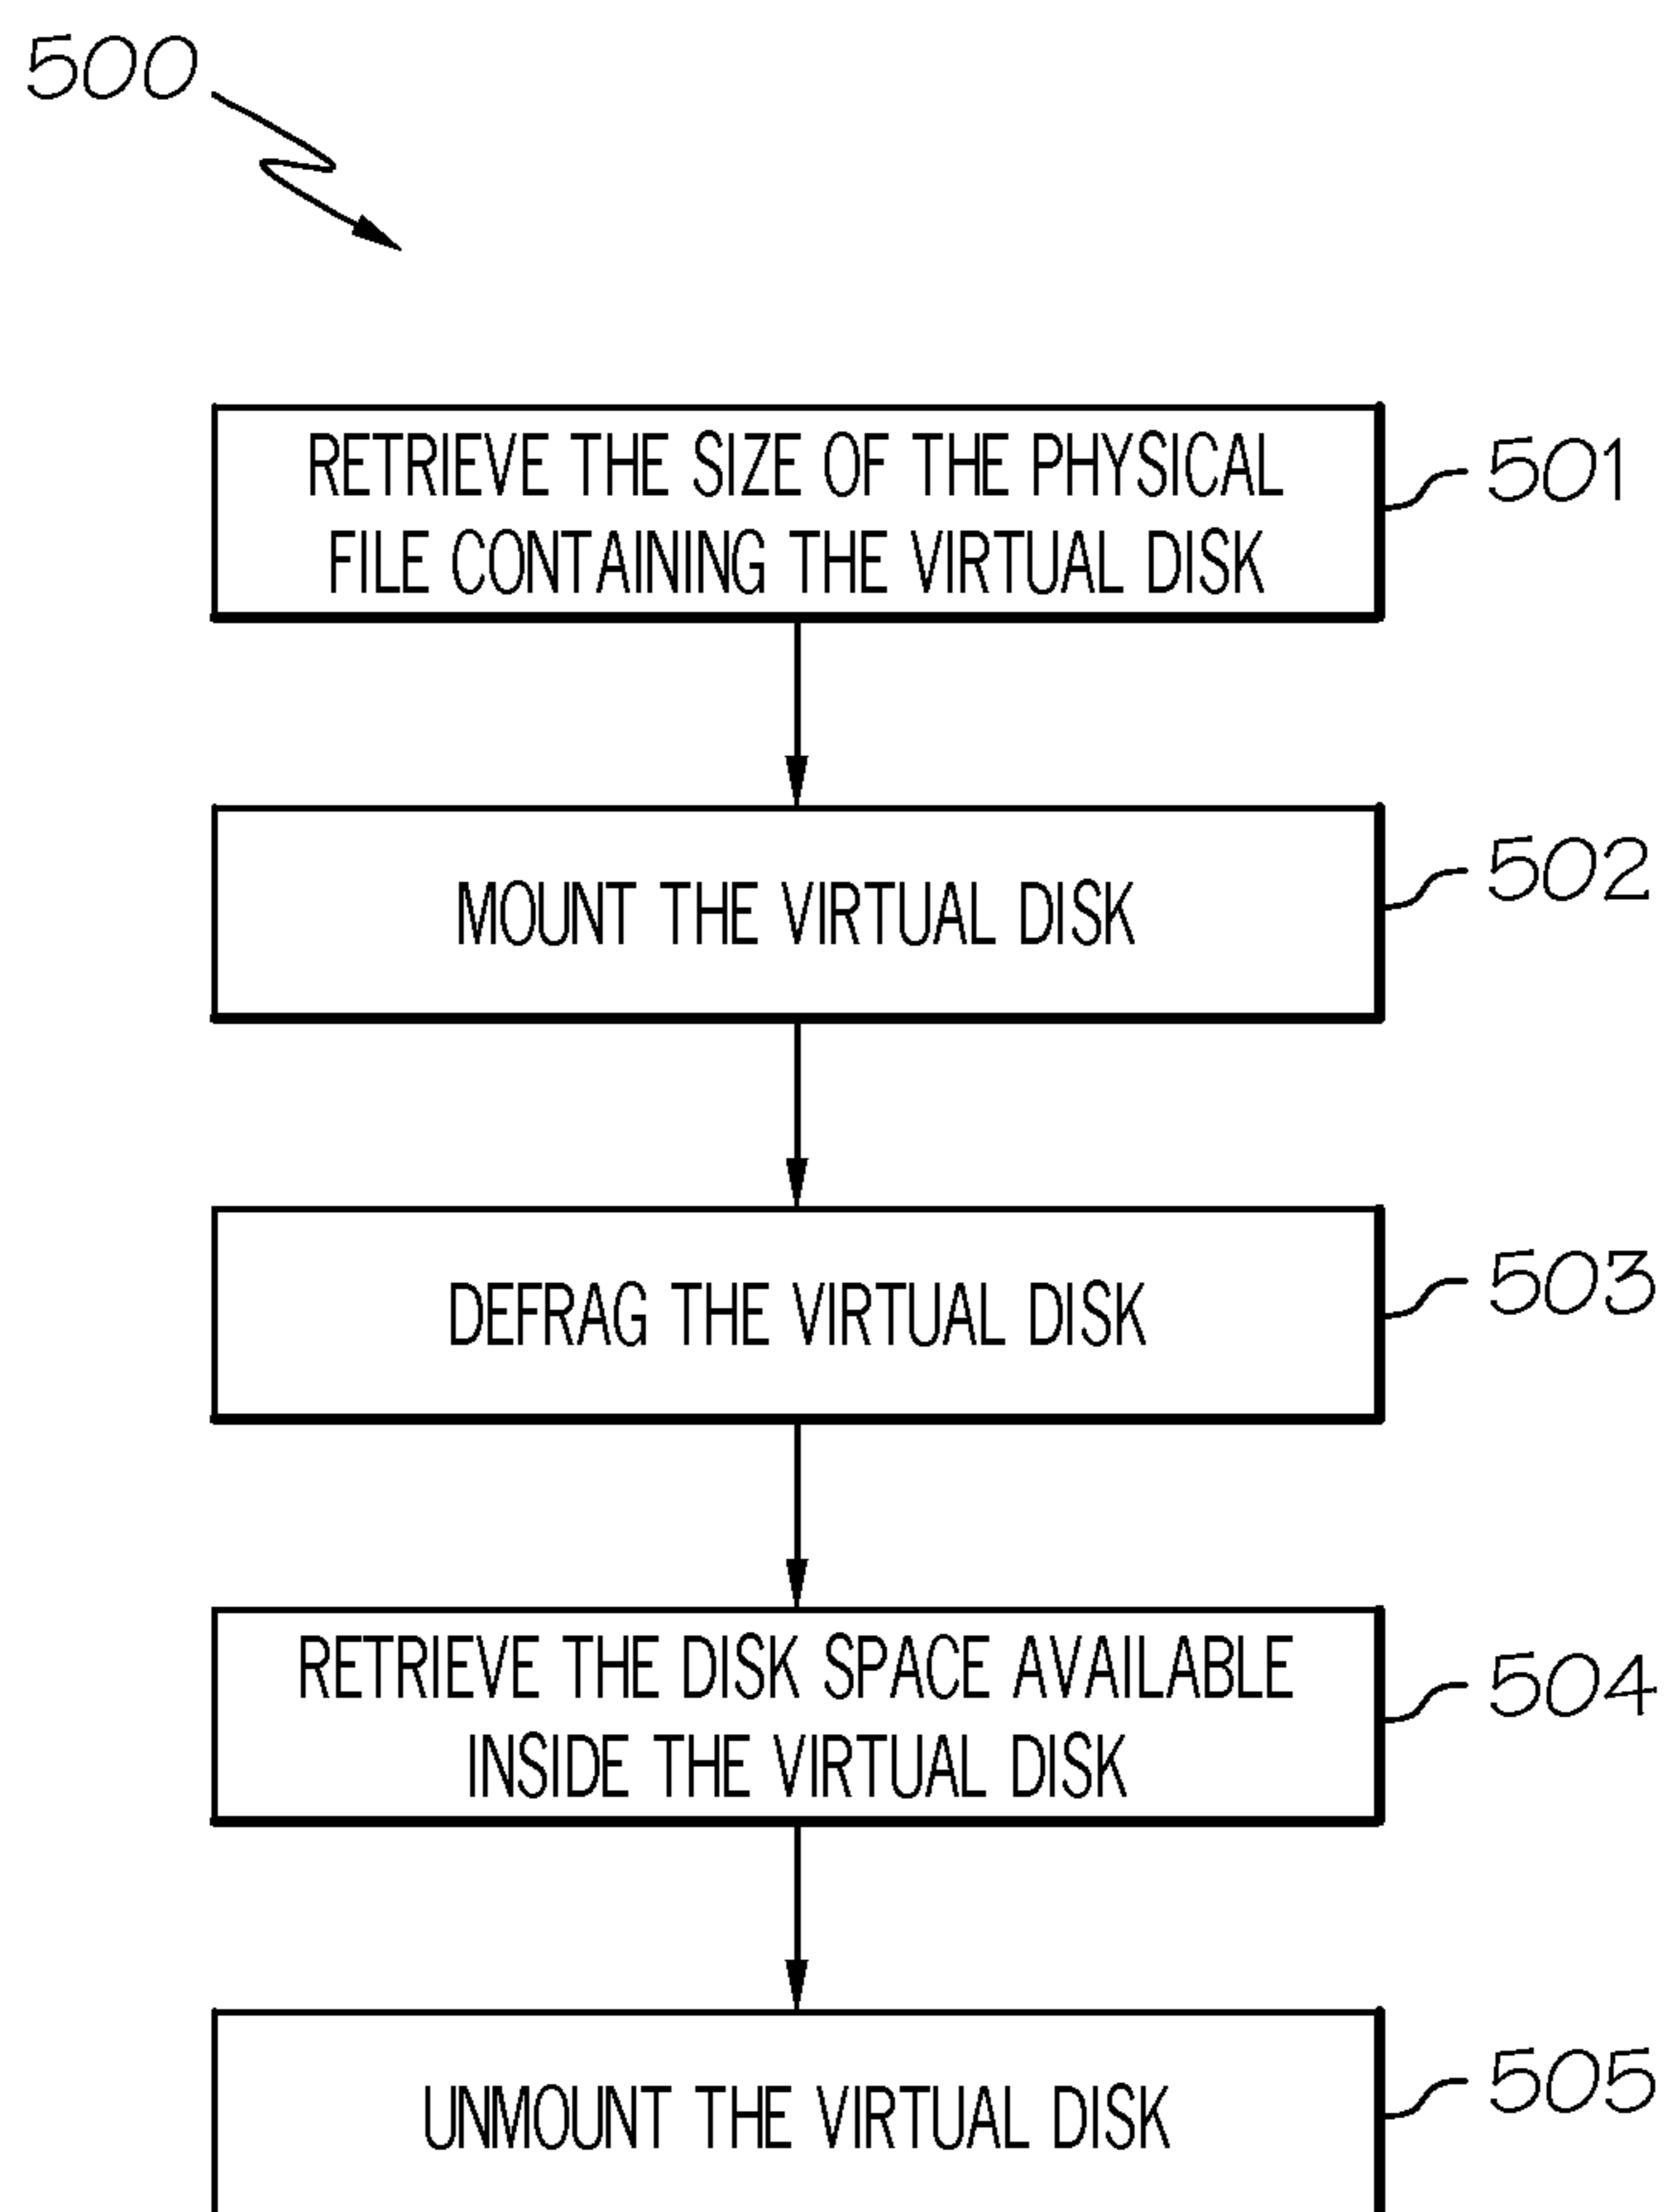 500
RETRIEVE THE SIZE OF THE PHYSICAL
FILE CONTAINING THE VIRTUAL DISK
501
MOUNT THE VIRTUAL DISK
502
DEFRAG THE VIRTUAL DISK
503
RETRIEVE THE DISK SPACE AVAILABLE
INSIDE THE VIRTUAL DISK
504
UNMOUNT THE VIRTUAL DISK
505